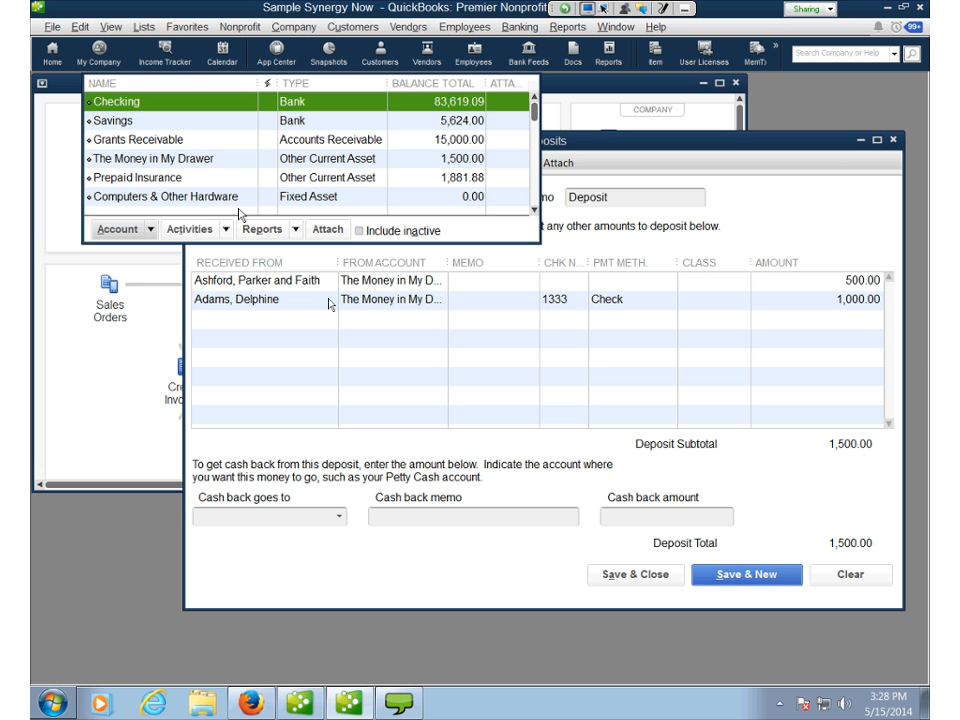 Sample Synergy Now - QuickBooks: Premier Nonprofit
Sharing
File Edit View Lists Favorites Nonprofit Company Customers Vendors Employees Banking Reports Window Help
99+
Home My Company Income Tracker Calendar App Center Snapshots Customers Vendors Employees Bank Feeds Docs Reports Item User Licenses MemTx
Search Company or Help
NAME TYPE BALANCE TOTAL ATTA...
Checking Bank 83,619.09
Savings Bank 5,624.00
Grants Receivable Accounts Receivable 15,000.00
The Money in My Drawer Other Current Asset 1,500.00
Prepaid Insurance Other Current Asset 1,881.88
Computers & Other Hardware Fixed Asset 0.00
Account Activities Reports Attach Include inactive
COMPANY
osits
Attach
mo Deposit
t any other amounts to deposit below.
RECEIVED FROM FROM ACCOUNT MEMO CHK N... PMT METH. CLASS AMOUNT
Ashford, Parker and Faith The Money in My D... 500.00
Adams, Delphine The Money in My D... 1333 Check 1,000.00
Sales
Orders
Cre
Invo
Deposit Subtotal 1,500.00
To get cash back from this deposit, enter the amount below. Indicate the account where
you want this money to go, such as your Petty Cash account.
Cash back goes to Cash back memo Cash back amount
Deposit Total 1,500.00
Save & Close Save & New Clear
3:28 PM
5/15/2014